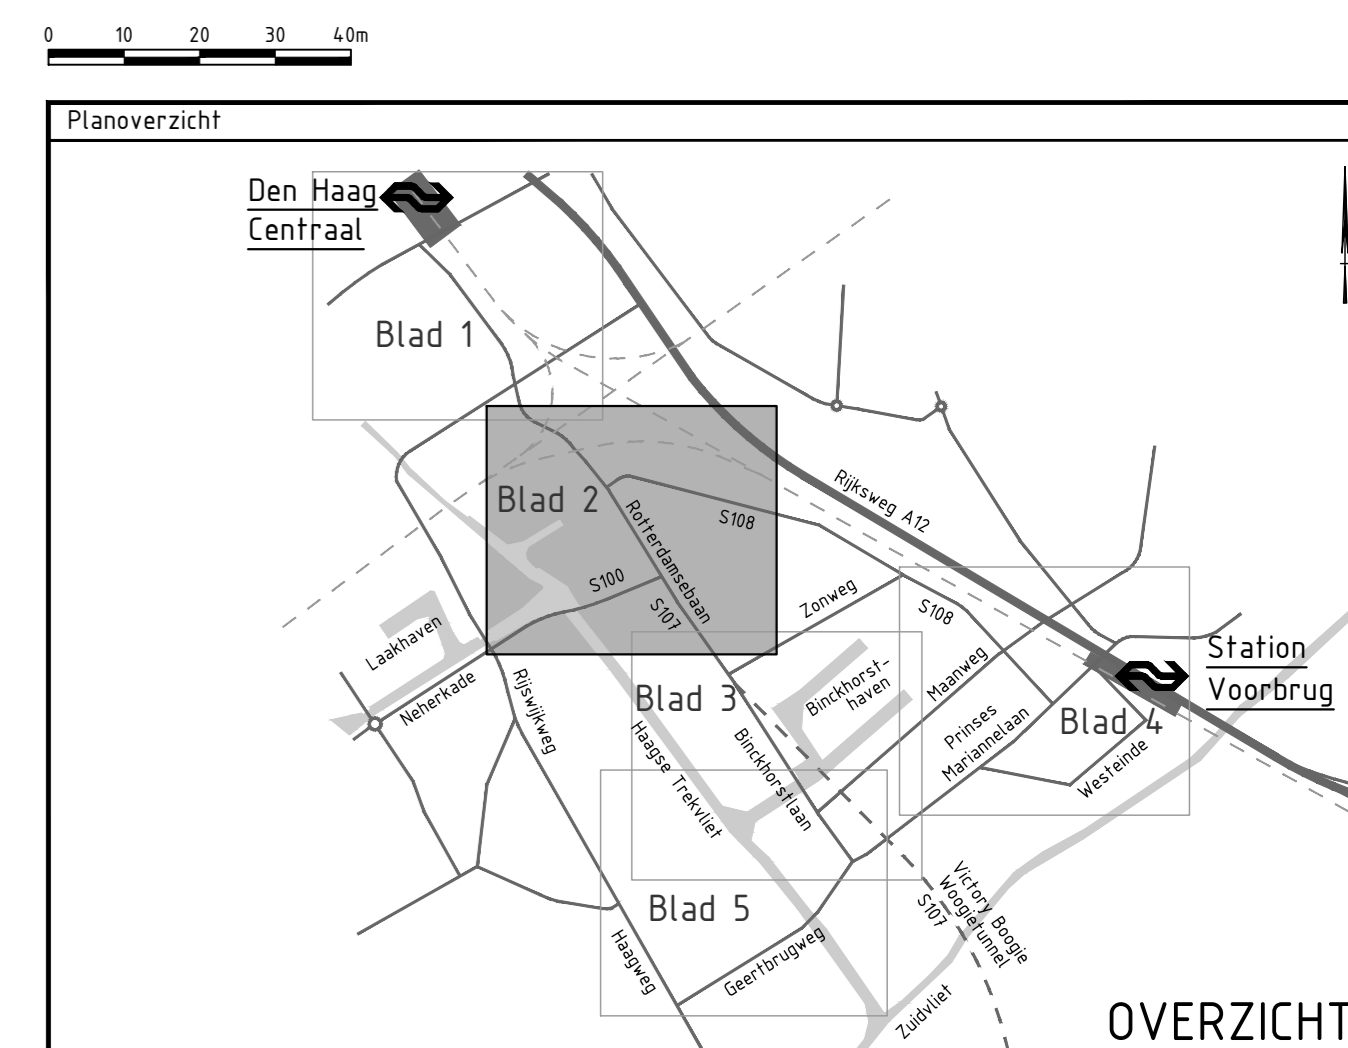 0 10 20 30 40m
Planoverzicht
Den Haag
Centraal
Blad 1
Blad 2
Rijksweg A12
S108
Rotterdamsebaan
S100
S107
Zonweg
S108
Laakhaven
Neherkade
Rijswijkweg
Blad 3
Binckhorst-
haven
Maanweg
Station
Voorbrug
Prinses
Mariannelaan
Blad 4
Westeinde
Haagse Trekvliet
Binckhorstlaan
Blad 5
Victory Boogie
Woogietunnel
S107
Haagweg
Geertbrugweg
Zuidvliet
OVERZICHT